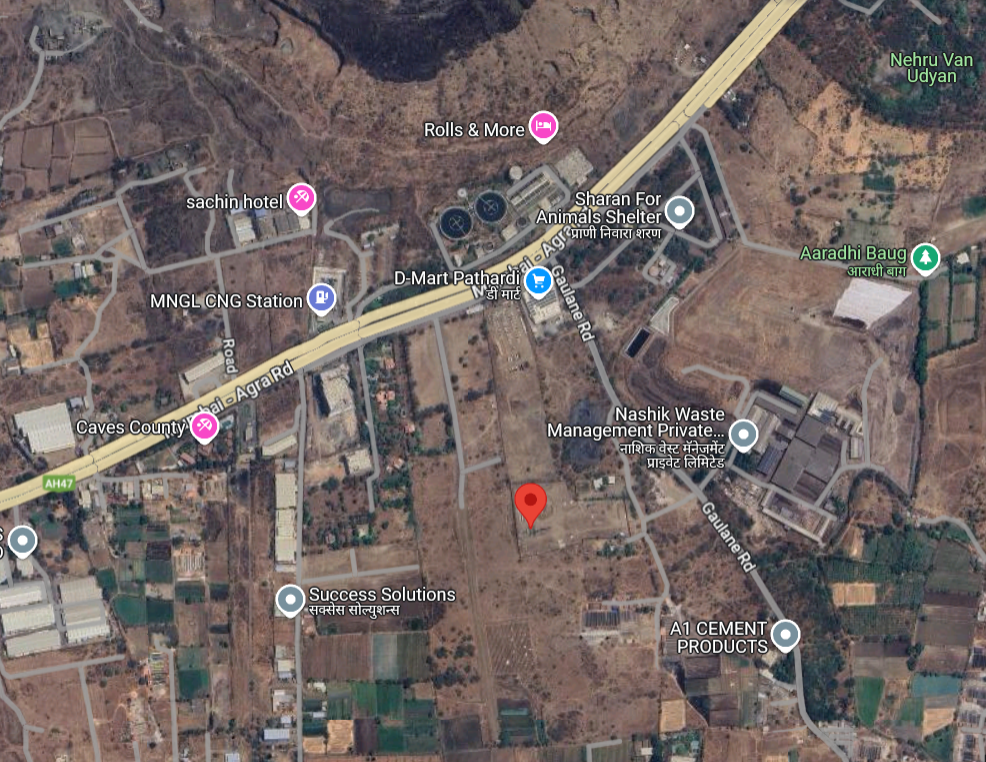 Nehru Van
Udyan
Rolls & More
sachin hotel
Sharan For
Animals Shelter
प्राणी निवारा शरण
Aaradhi Baug
आराधी बाग
D-Mart Pathardi
डी मार्ट
MNGL CNG Station
Gaulane Rd
Road
Agra Rd
Caves County
Nashik Waste
Management Private...
नाशिक वेस्ट मॅनेजमेंट
प्राइवेट लिमिटेड
AH47
Gaulane Rd
Success Solutions
सक्सेस सोल्युशन्स
A1 CEMENT
PRODUCTS